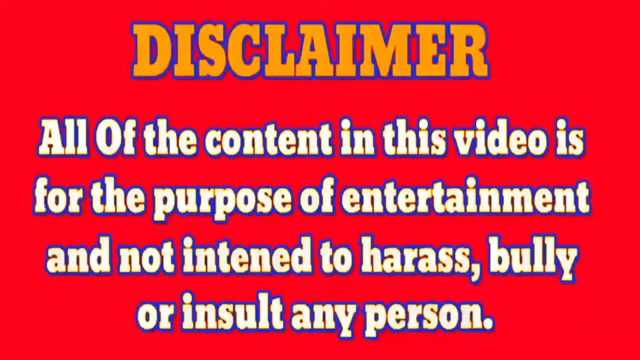 DISCLAIMER
All Of the content in this video is
for the purpose of entertainment
and not intened to harass, bully
or insult any person.